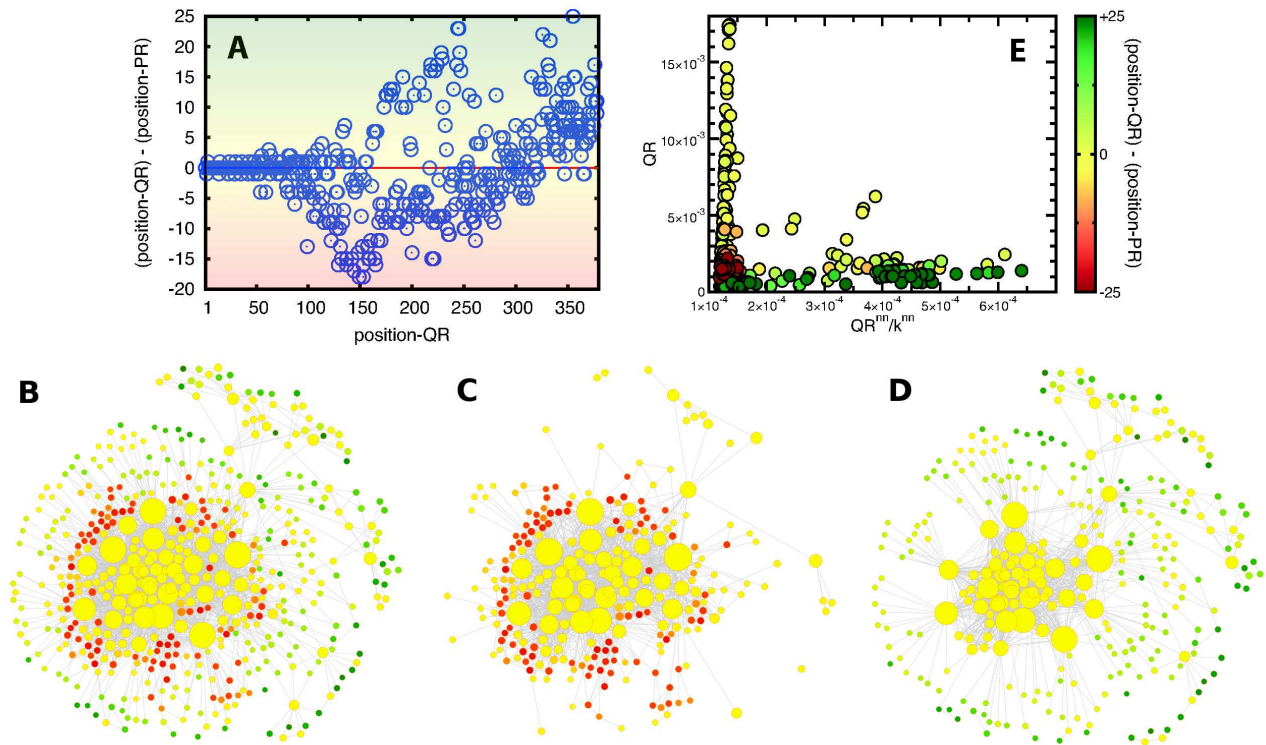 A
25
20
15
10
5
0
-5
-10
-15
-20
(position-QR) - (position-PR)
1 50 100 150 200 250 300 350
position-QR
E
QR
15×10⁻³
10×10⁻³
5×10⁻³
0
1×10⁻⁴ 2×10⁻⁴ 3×10⁻⁴ 4×10⁻⁴ 5×10⁻⁴ 6×10⁻⁴
QRⁿⁿ/kⁿⁿ
+25
0
-25
(position-QR) - (position-PR)
B
C
D